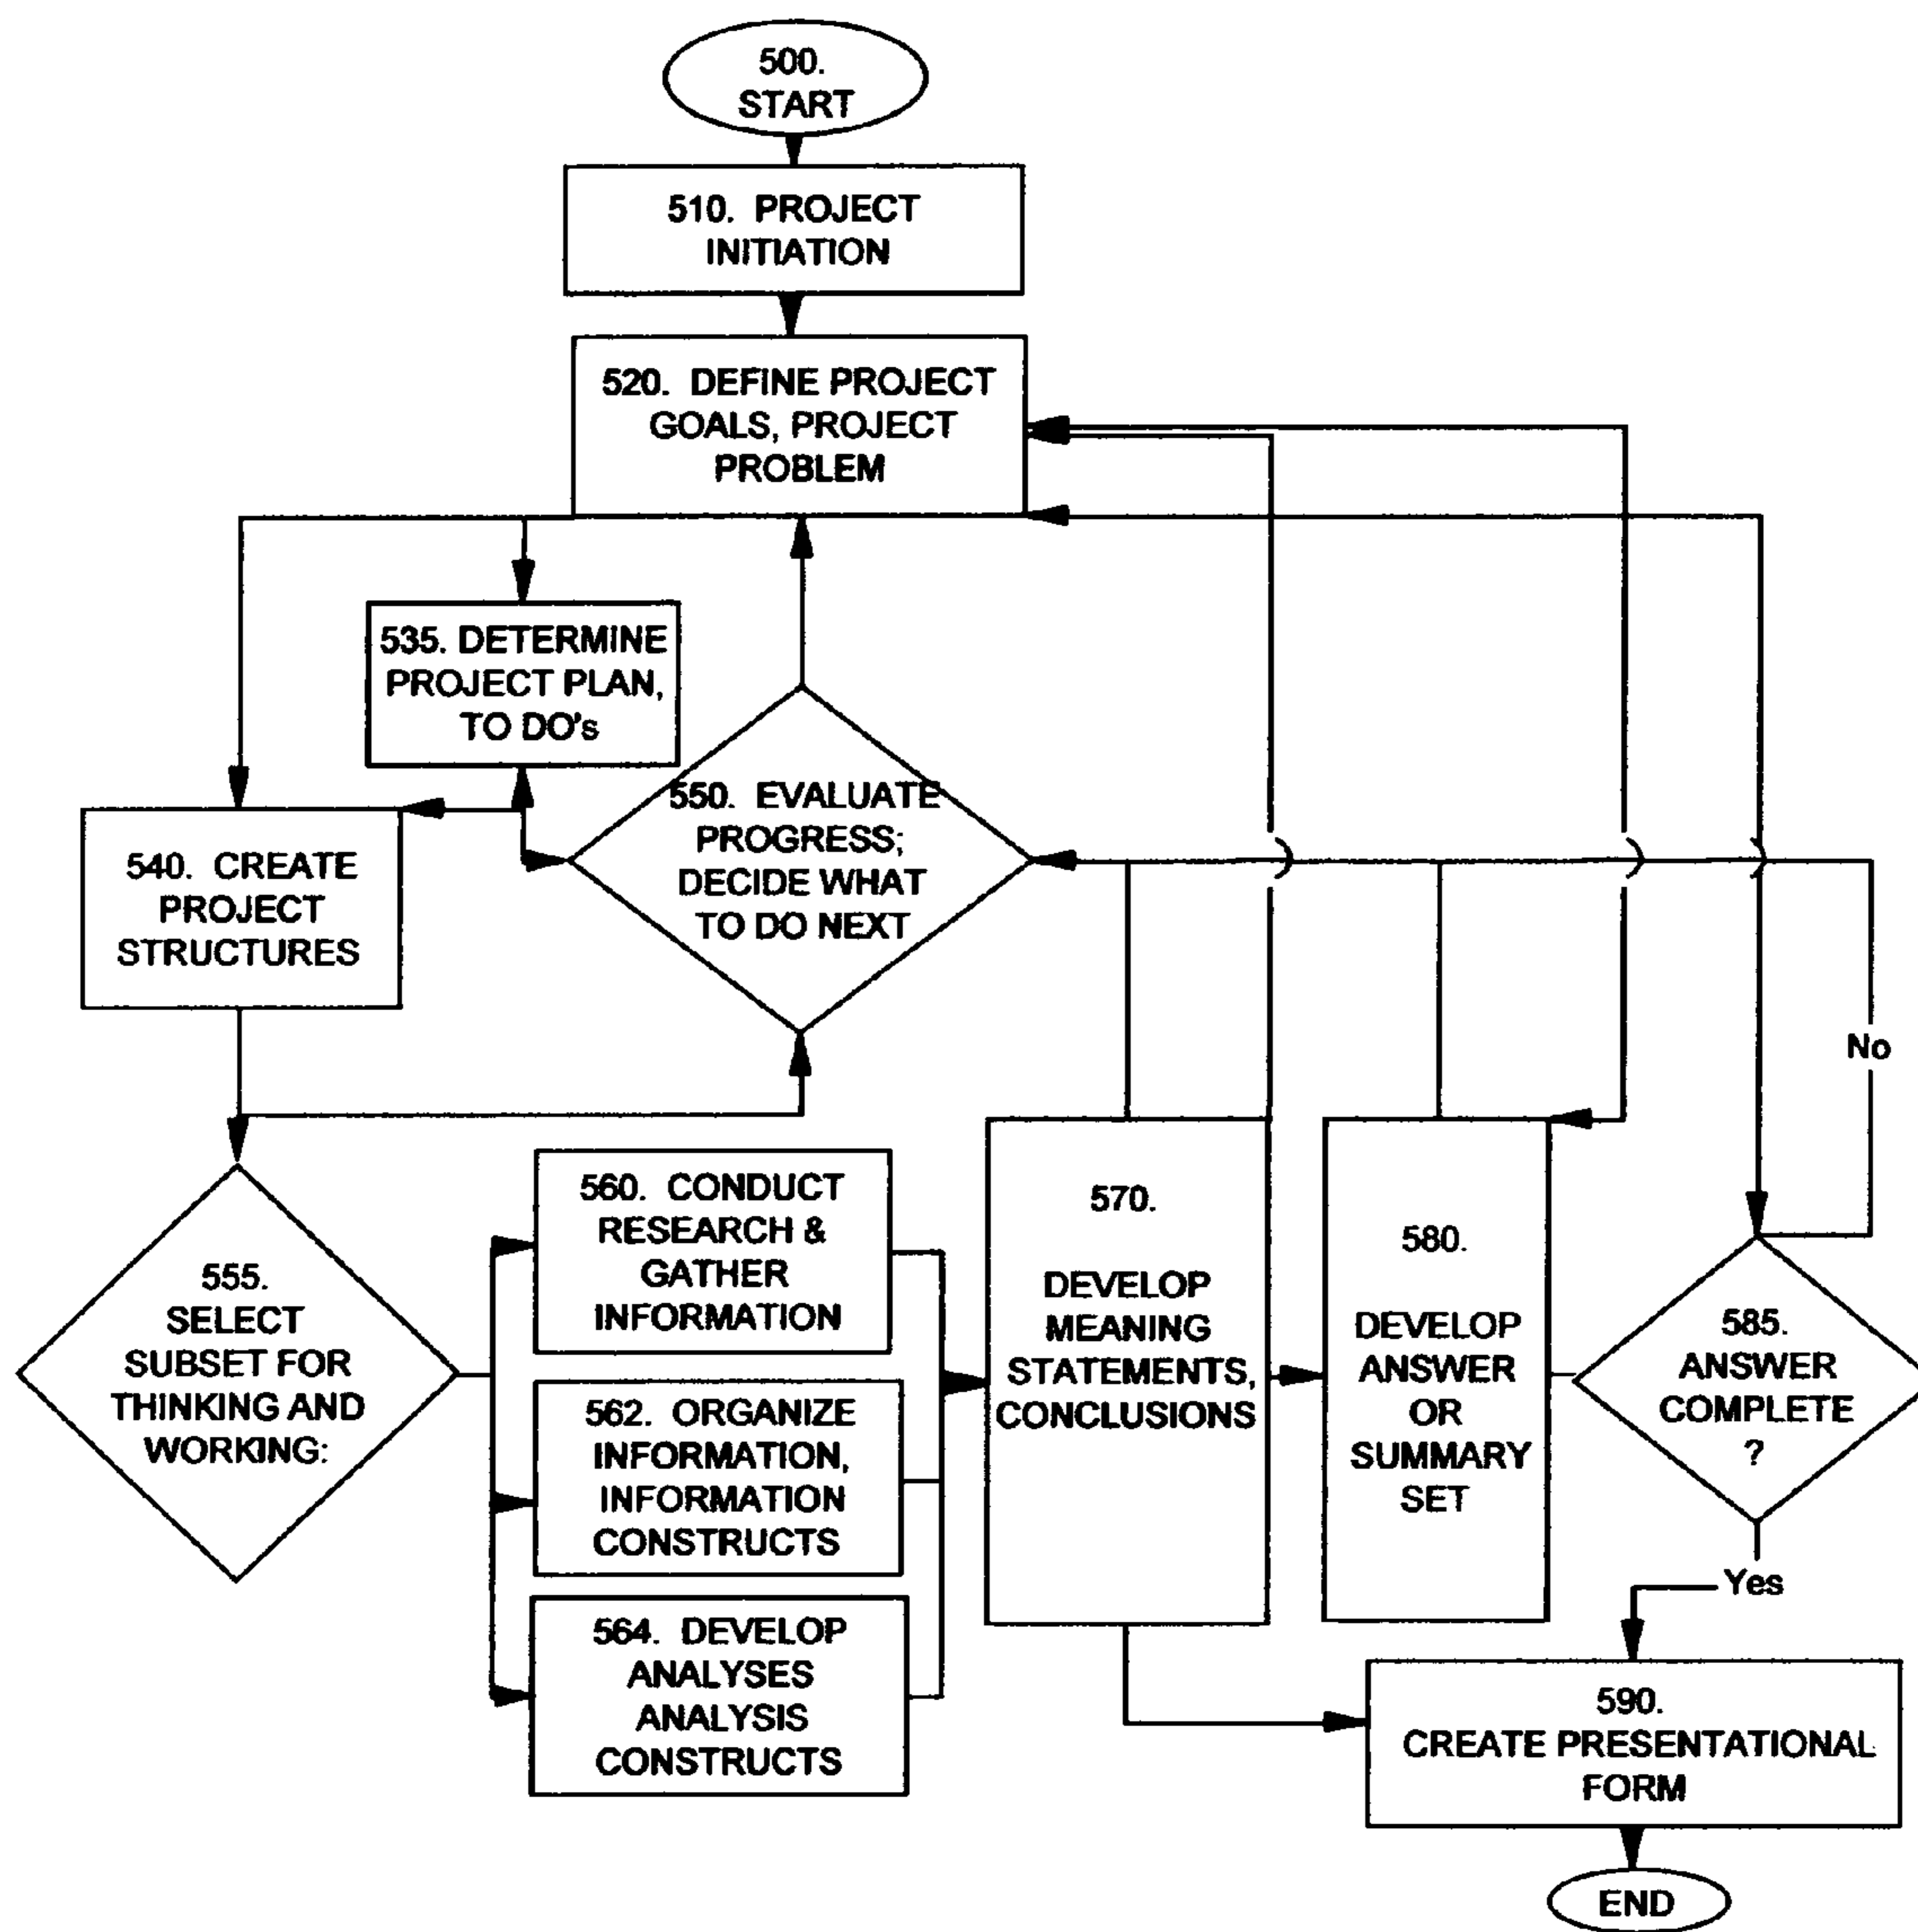 500.
START
510. PROJECT
INITIATION
520. DEFINE PROJECT
GOALS, PROJECT
PROBLEM
535. DETERMINE
PROJECT PLAN,
TO DO's
550. EVALUATE
PROGRESS;
DECIDE WHAT
TO DO NEXT
540. CREATE
PROJECT
STRUCTURES
No
555.
SELECT
SUBSET FOR
THINKING AND
WORKING:
560. CONDUCT
RESEARCH &
GATHER
INFORMATION
562. ORGANIZE
INFORMATION,
INFORMATION
CONSTRUCTS
564. DEVELOP
ANALYSES
ANALYSIS
CONSTRUCTS
570.
DEVELOP
MEANING
STATEMENTS,
CONCLUSIONS
580.
DEVELOP
ANSWER
OR
SUMMARY
SET
585.
ANSWER
COMPLETE
?
Yes
590.
CREATE PRESENTATIONAL
FORM
END